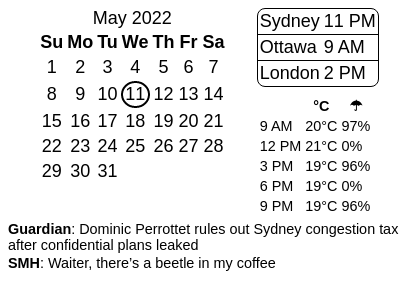 May 2022
Su Mo Tu We Th Fr Sa
1 2 3 4 5 6 7
8 9 10 11 12 13 14
15 16 17 18 19 20 21
22 23 24 25 26 27 28
29 30 31
Sydney 11 PM
Ottawa 9 AM
London 2 PM
°C ☂
9 AM 20°C 97%
12 PM 21°C 0%
3 PM 19°C 96%
6 PM 19°C 0%
9 PM 19°C 96%
Guardian: Dominic Perrottet rules out Sydney congestion tax
after confidential plans leaked
SMH: Waiter, there’s a beetle in my coffee